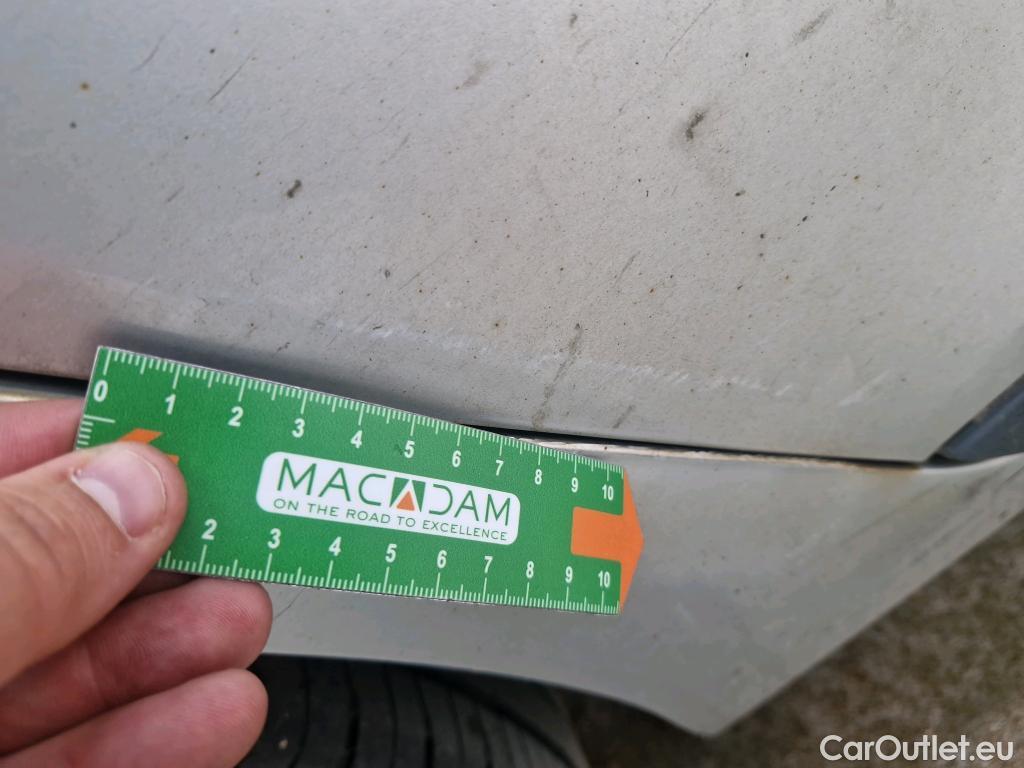 0 1 2 3 4 5 6 7 8 9 10
MACADAM
ON THE ROAD TO EXCELLENCE
2 3 4 5 6 7 8 9 10
CarOutlet.eu